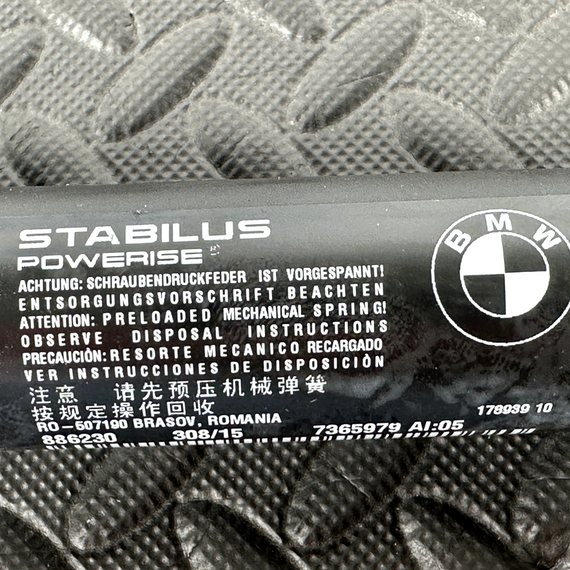 STABILUS
POWERISE®
ACHTUNG: SCHRAUBENDRUCKFEDER IST VORGESPANNT!
ENTSORGUNGSVORSCHRIFT BEACHTEN
ATTENTION: PRELOADED MECHANICAL SPRING!
OBSERVE DISPOSAL INSTRUCTIONS
PRECAUCIÓN: RESORTE MECANICO RECARGADO
VER INSTRUCCIONES DE DISPOSICIÓN
注意 请先预压机械弹簧
按规定操作回收
RO-507190 BRASOV, ROMANIA
886230 308/15 7365979 AI:05
178939 10
BMW